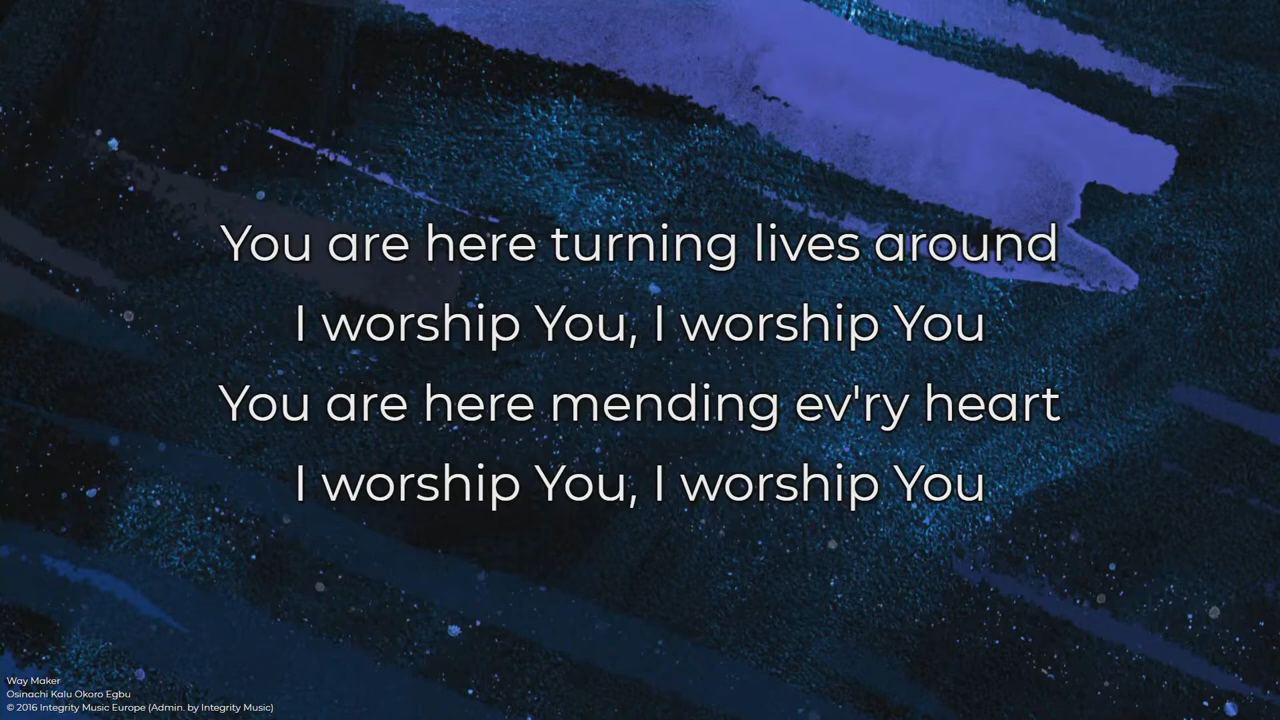 You are here turning lives around
I worship You, I worship You
You are here mending ev'ry heart
I worship You, I worship You
Way Maker
Osinachi Kalu Okoro Egbu
© 2016 Integrity Music Europe (Admin. by Integrity Music)